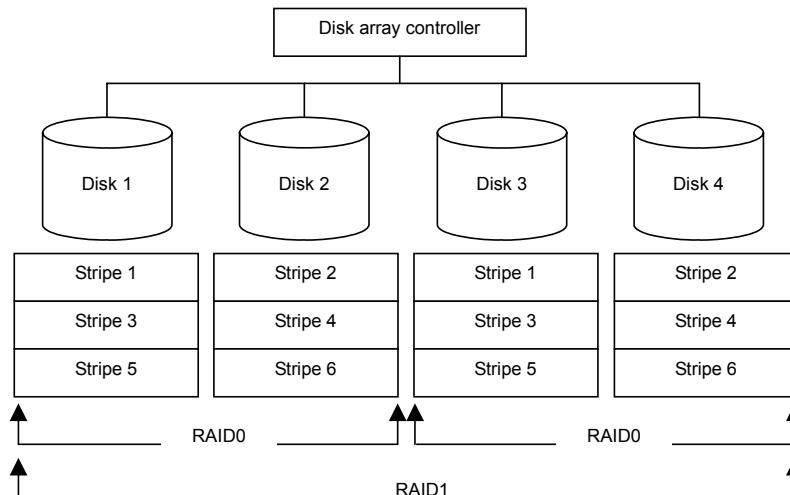 Disk array controller
Disk 1
Disk 2
Disk 3
Disk 4
Stripe 1
Stripe 2
Stripe 1
Stripe 2
Stripe 3
Stripe 4
Stripe 3
Stripe 4
Stripe 5
Stripe 6
Stripe 5
Stripe 6
RAID0
RAID0
RAID1